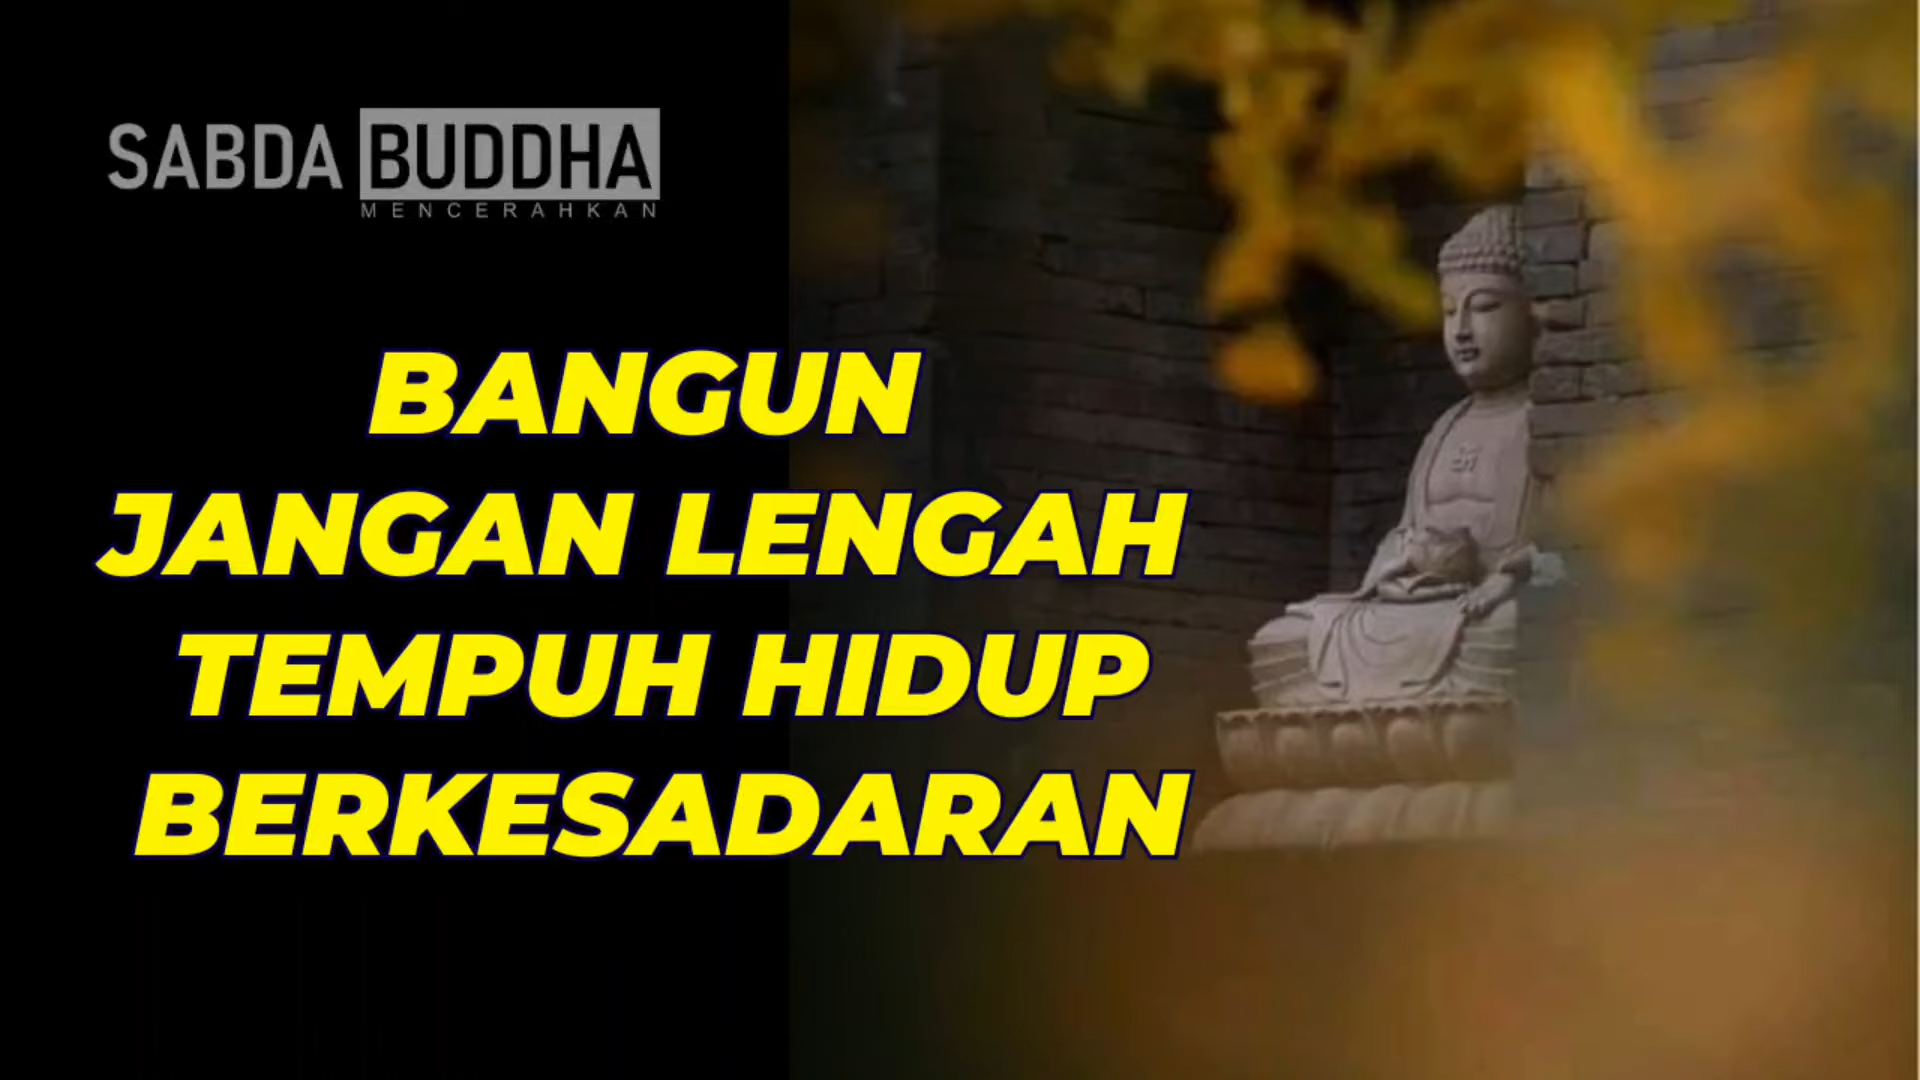 SABDA BUDDHA
MENCERAHKAN
BANGUN
JANGAN LENGAH
TEMPUH HIDUP
BERKESADARAN